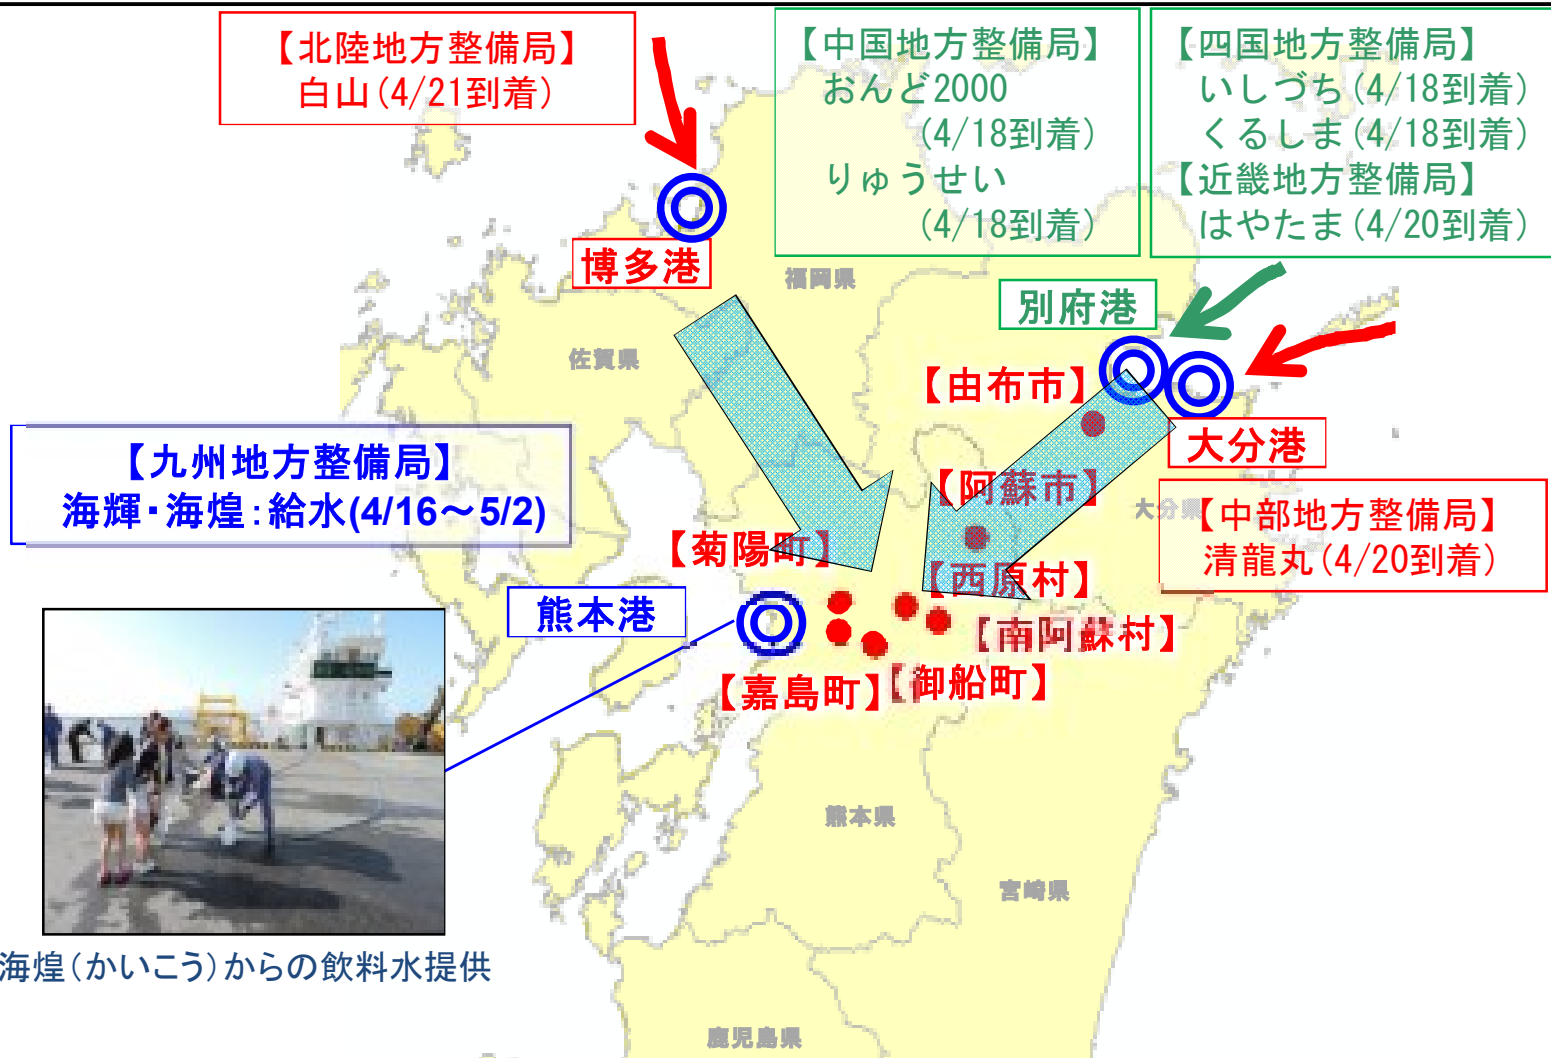 【北陸地方整備局】
白山(4/21到着)
【中国地方整備局】
おんど2000
(4/18到着)
りゅうせい
(4/18到着)
【四国地方整備局】
いしづち(4/18到着)
くるしま(4/18到着)
【近畿地方整備局】
はやたま(4/20到着)
博多港
福岡県
別府港
佐賀県
【由布市】
大分港
【九州地方整備局】
海輝・海煌:給水(4/16~5/2)
【阿蘇市】
大分県
【中部地方整備局】
清龍丸(4/20到着)
【菊陽町】
【西原村】
熊本港
【南阿蘇村】
【嘉島町】
【御船町】
熊本県
宮崎県
海煌(かいこう)からの飲料水提供
鹿児島県